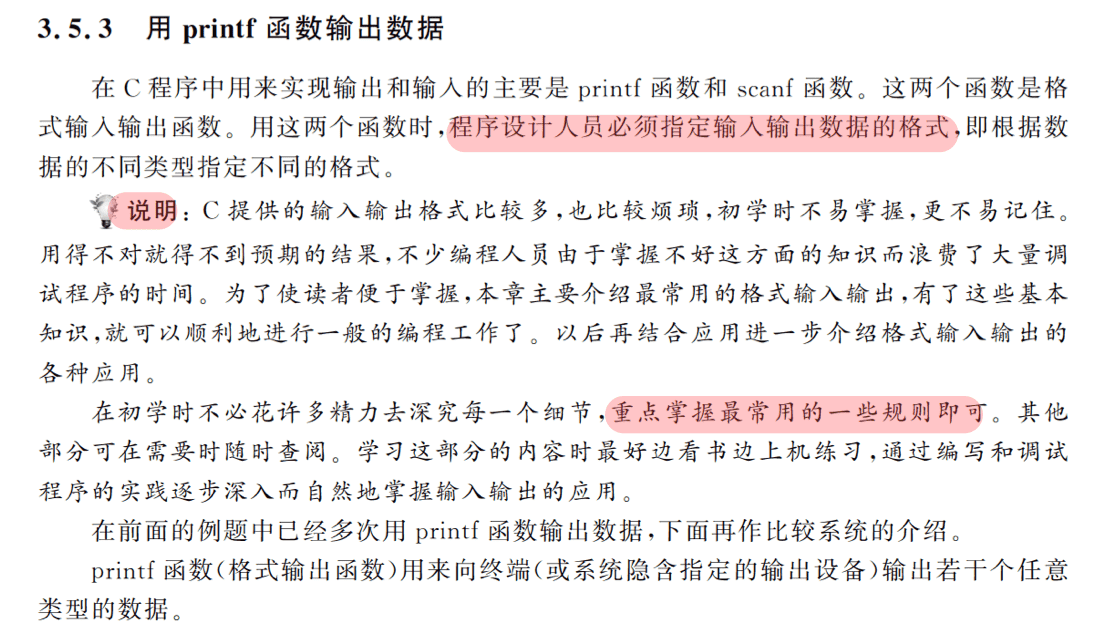 3.5.3 用 printf 函数输出数据
在 C 程序中用来实现输出和输入的主要是 printf 函数和 scanf 函数。这两个函数是格
式输入输出函数。用这两个函数时,程序设计人员必须指定输入输出数据的格式,即根据数
据的不同类型指定不同的格式。
说明:C 提供的输入输出格式比较多,也比较烦琐,初学时不易掌握,更不易记住。
用得不对就得不到预期的结果,不少编程人员由于掌握不好这方面的知识而浪费了大量调
试程序的时间。为了使读者便于掌握,本章主要介绍最常用的格式输入输出,有了这些基本
知识,就可以顺利地进行一般的编程工作了。以后再结合应用进一步介绍格式输入输出的
各种应用。
在初学时不必花许多精力去深究每一个细节,重点掌握最常用的一些规则即可。其他
部分可在需要时随时查阅。学习这部分的内容时最好边看书边上机练习,通过编写和调试
程序的实践逐步深入而自然地掌握输入输出的应用。
在前面的例题中已经多次用 printf 函数输出数据,下面再作比较系统的介绍。
printf 函数(格式输出函数)用来向终端(或系统隐含指定的输出设备)输出若干个任意
类型的数据。